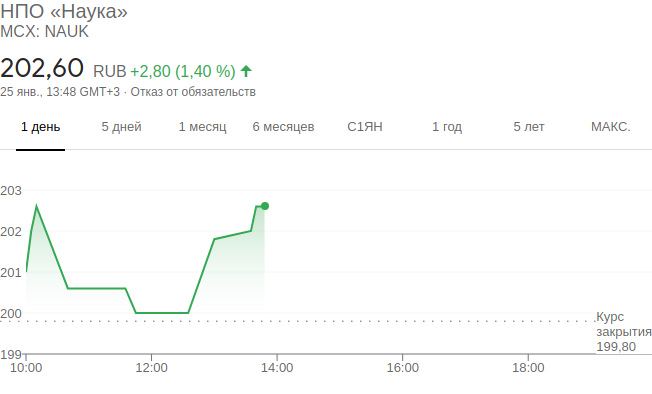 НПО «Наука»
MCX: NAUK
202,60 RUB +2,80 (1,40 %)
25 янв., 13:48 GMT+3 · Отказ от обязательств
1 день 5 дней 1 месяц 6 месяцев С1ЯН 1 год 5 лет МАКС.
203
202
201
200
Курс
закрытия
199,80
199
10:00 12:00 14:00 16:00 18:00